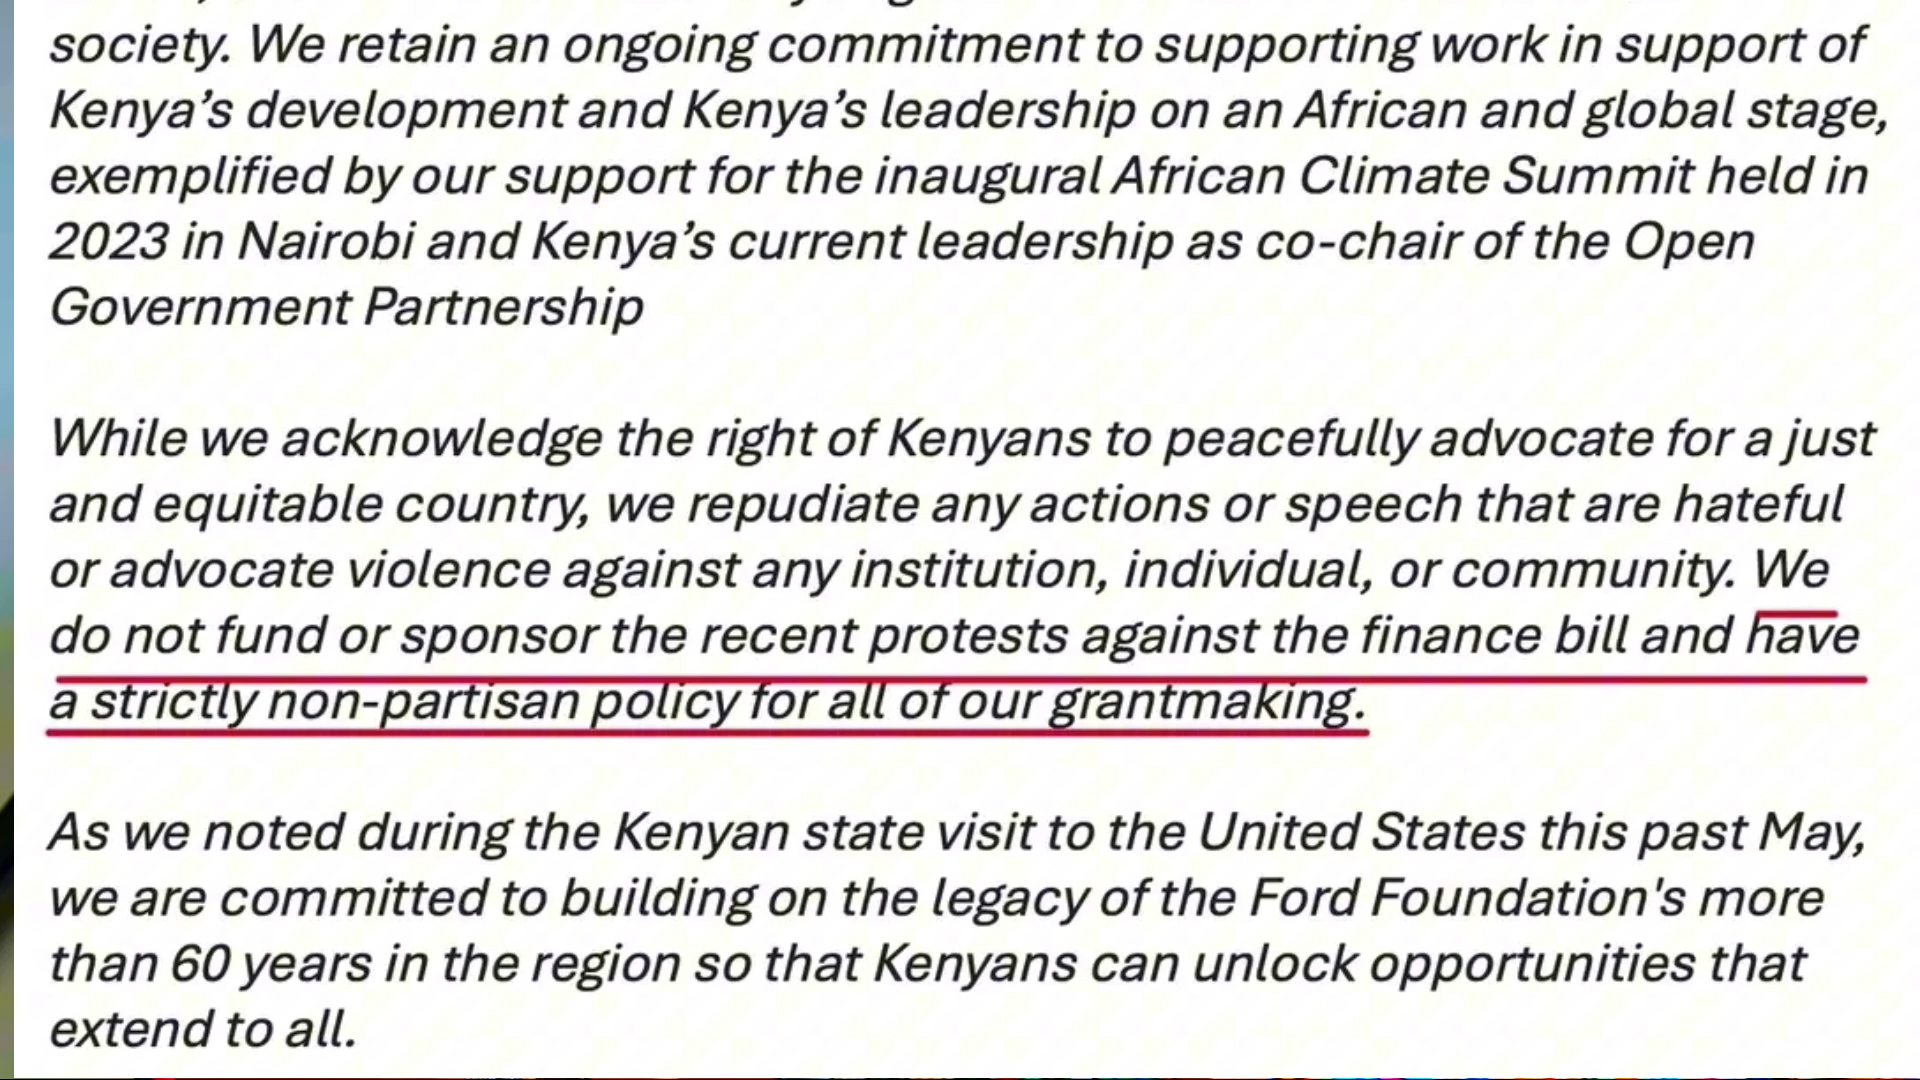 society. We retain an ongoing commitment to supporting work in support of
Kenya’s development and Kenya’s leadership on an African and global stage,
exemplified by our support for the inaugural African Climate Summit held in
2023 in Nairobi and Kenya’s current leadership as co-chair of the Open
Government Partnership
While we acknowledge the right of Kenyans to peacefully advocate for a just
and equitable country, we repudiate any actions or speech that are hateful
or advocate violence against any institution, individual, or community. We
do not fund or sponsor the recent protests against the finance bill and have
a strictly non-partisan policy for all of our grantmaking.
As we noted during the Kenyan state visit to the United States this past May,
we are committed to building on the legacy of the Ford Foundation's more
than 60 years in the region so that Kenyans can unlock opportunities that
extend to all.